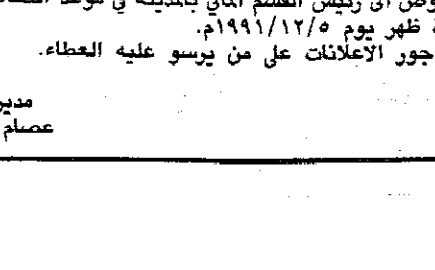 الى رئيس القسم المالي بالمدينة في موعد
ظهر يوم ١٩٩١/١٢/٥م.
جور الاعلانات على من يرسو عليه العطاء.
مدير
عصام